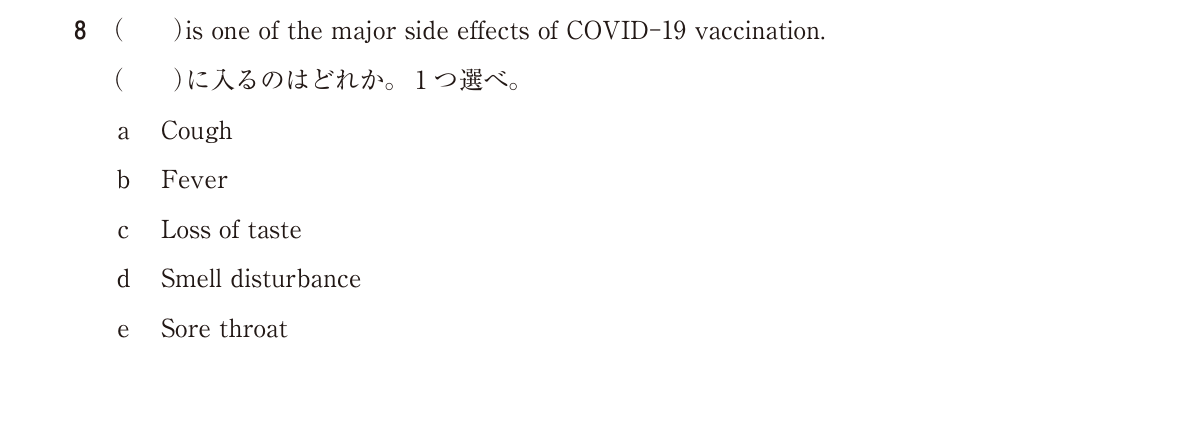 8 (　　)is one of the major side effects of COVID-19 vaccination.
(　　)に入るのはどれか。1つ選べ。
a Cough
b Fever
c Loss of taste
d Smell disturbance
e Sore throat